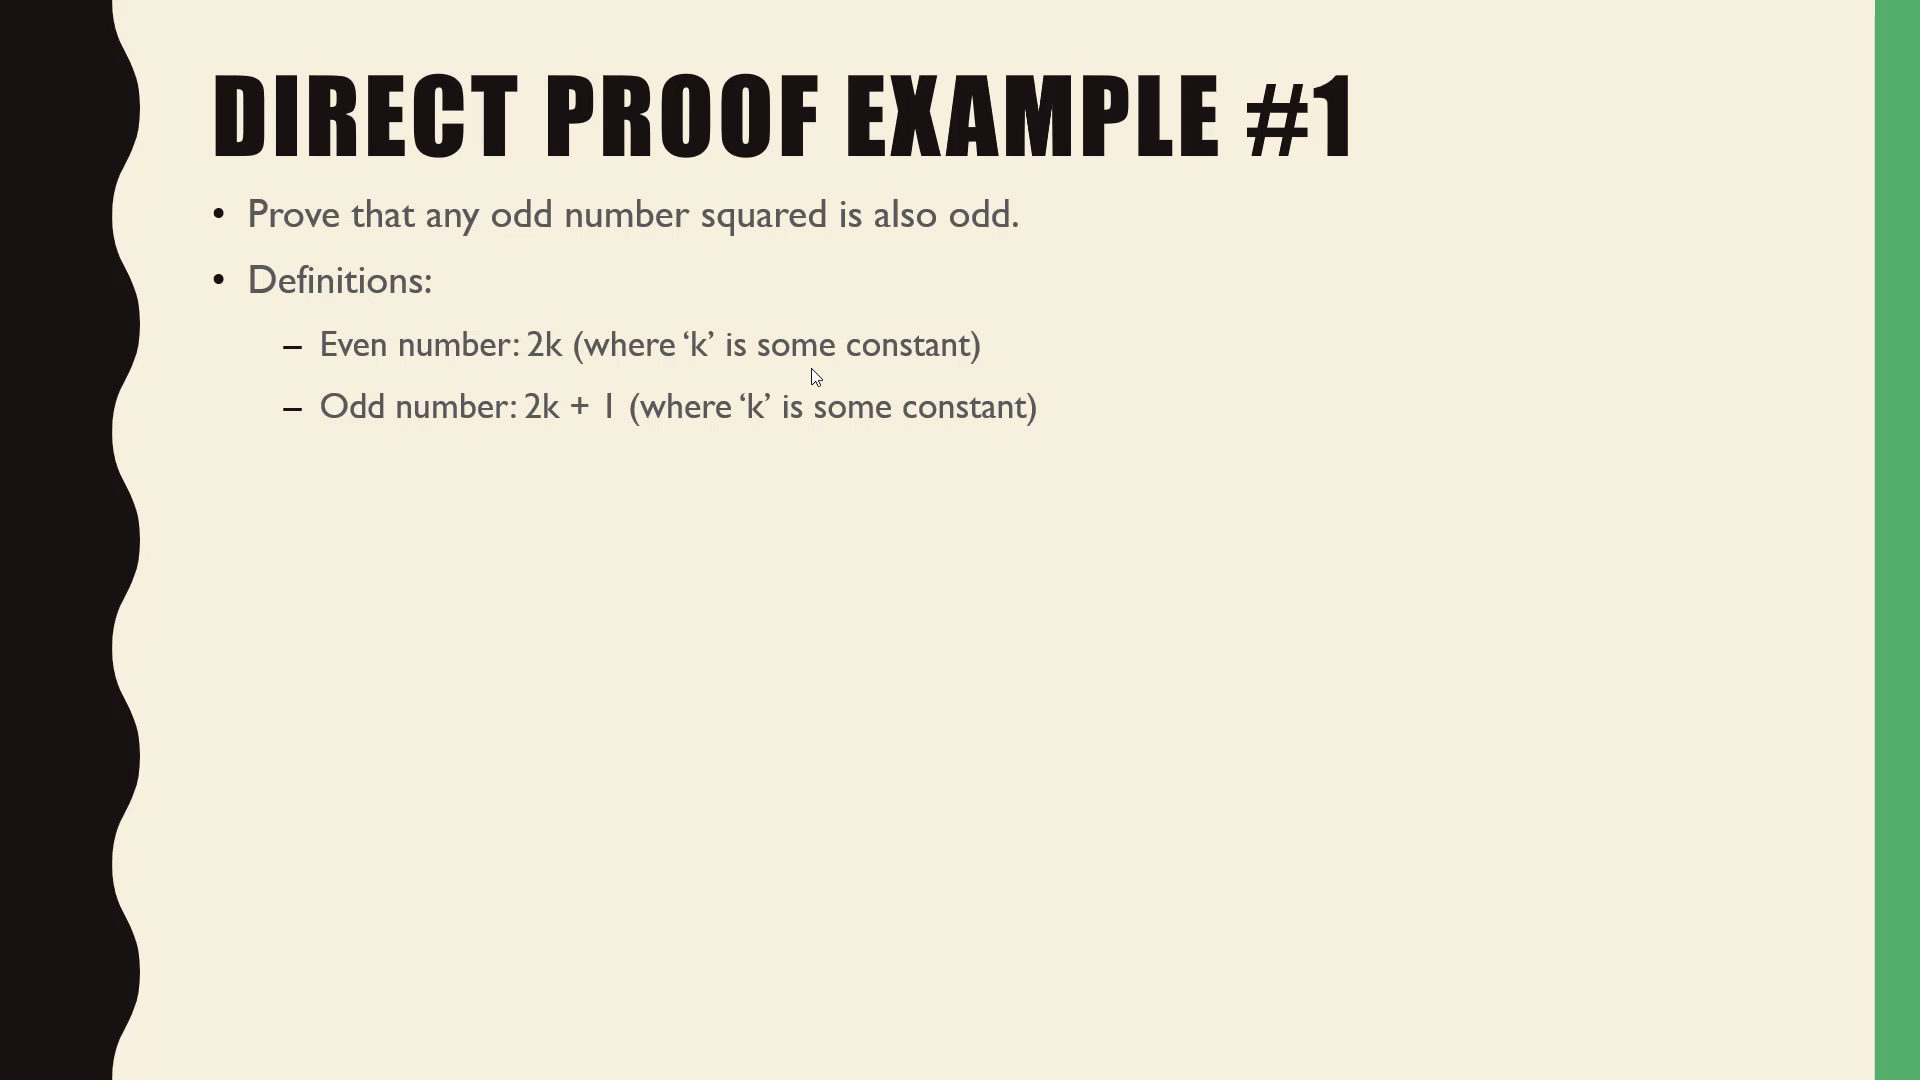 DIRECT PROOF EXAMPLE #1
• Prove that any odd number squared is also odd.
• Definitions:
– Even number: 2k (where ‘k’ is some constant)
– Odd number: 2k + 1 (where ‘k’ is some constant)